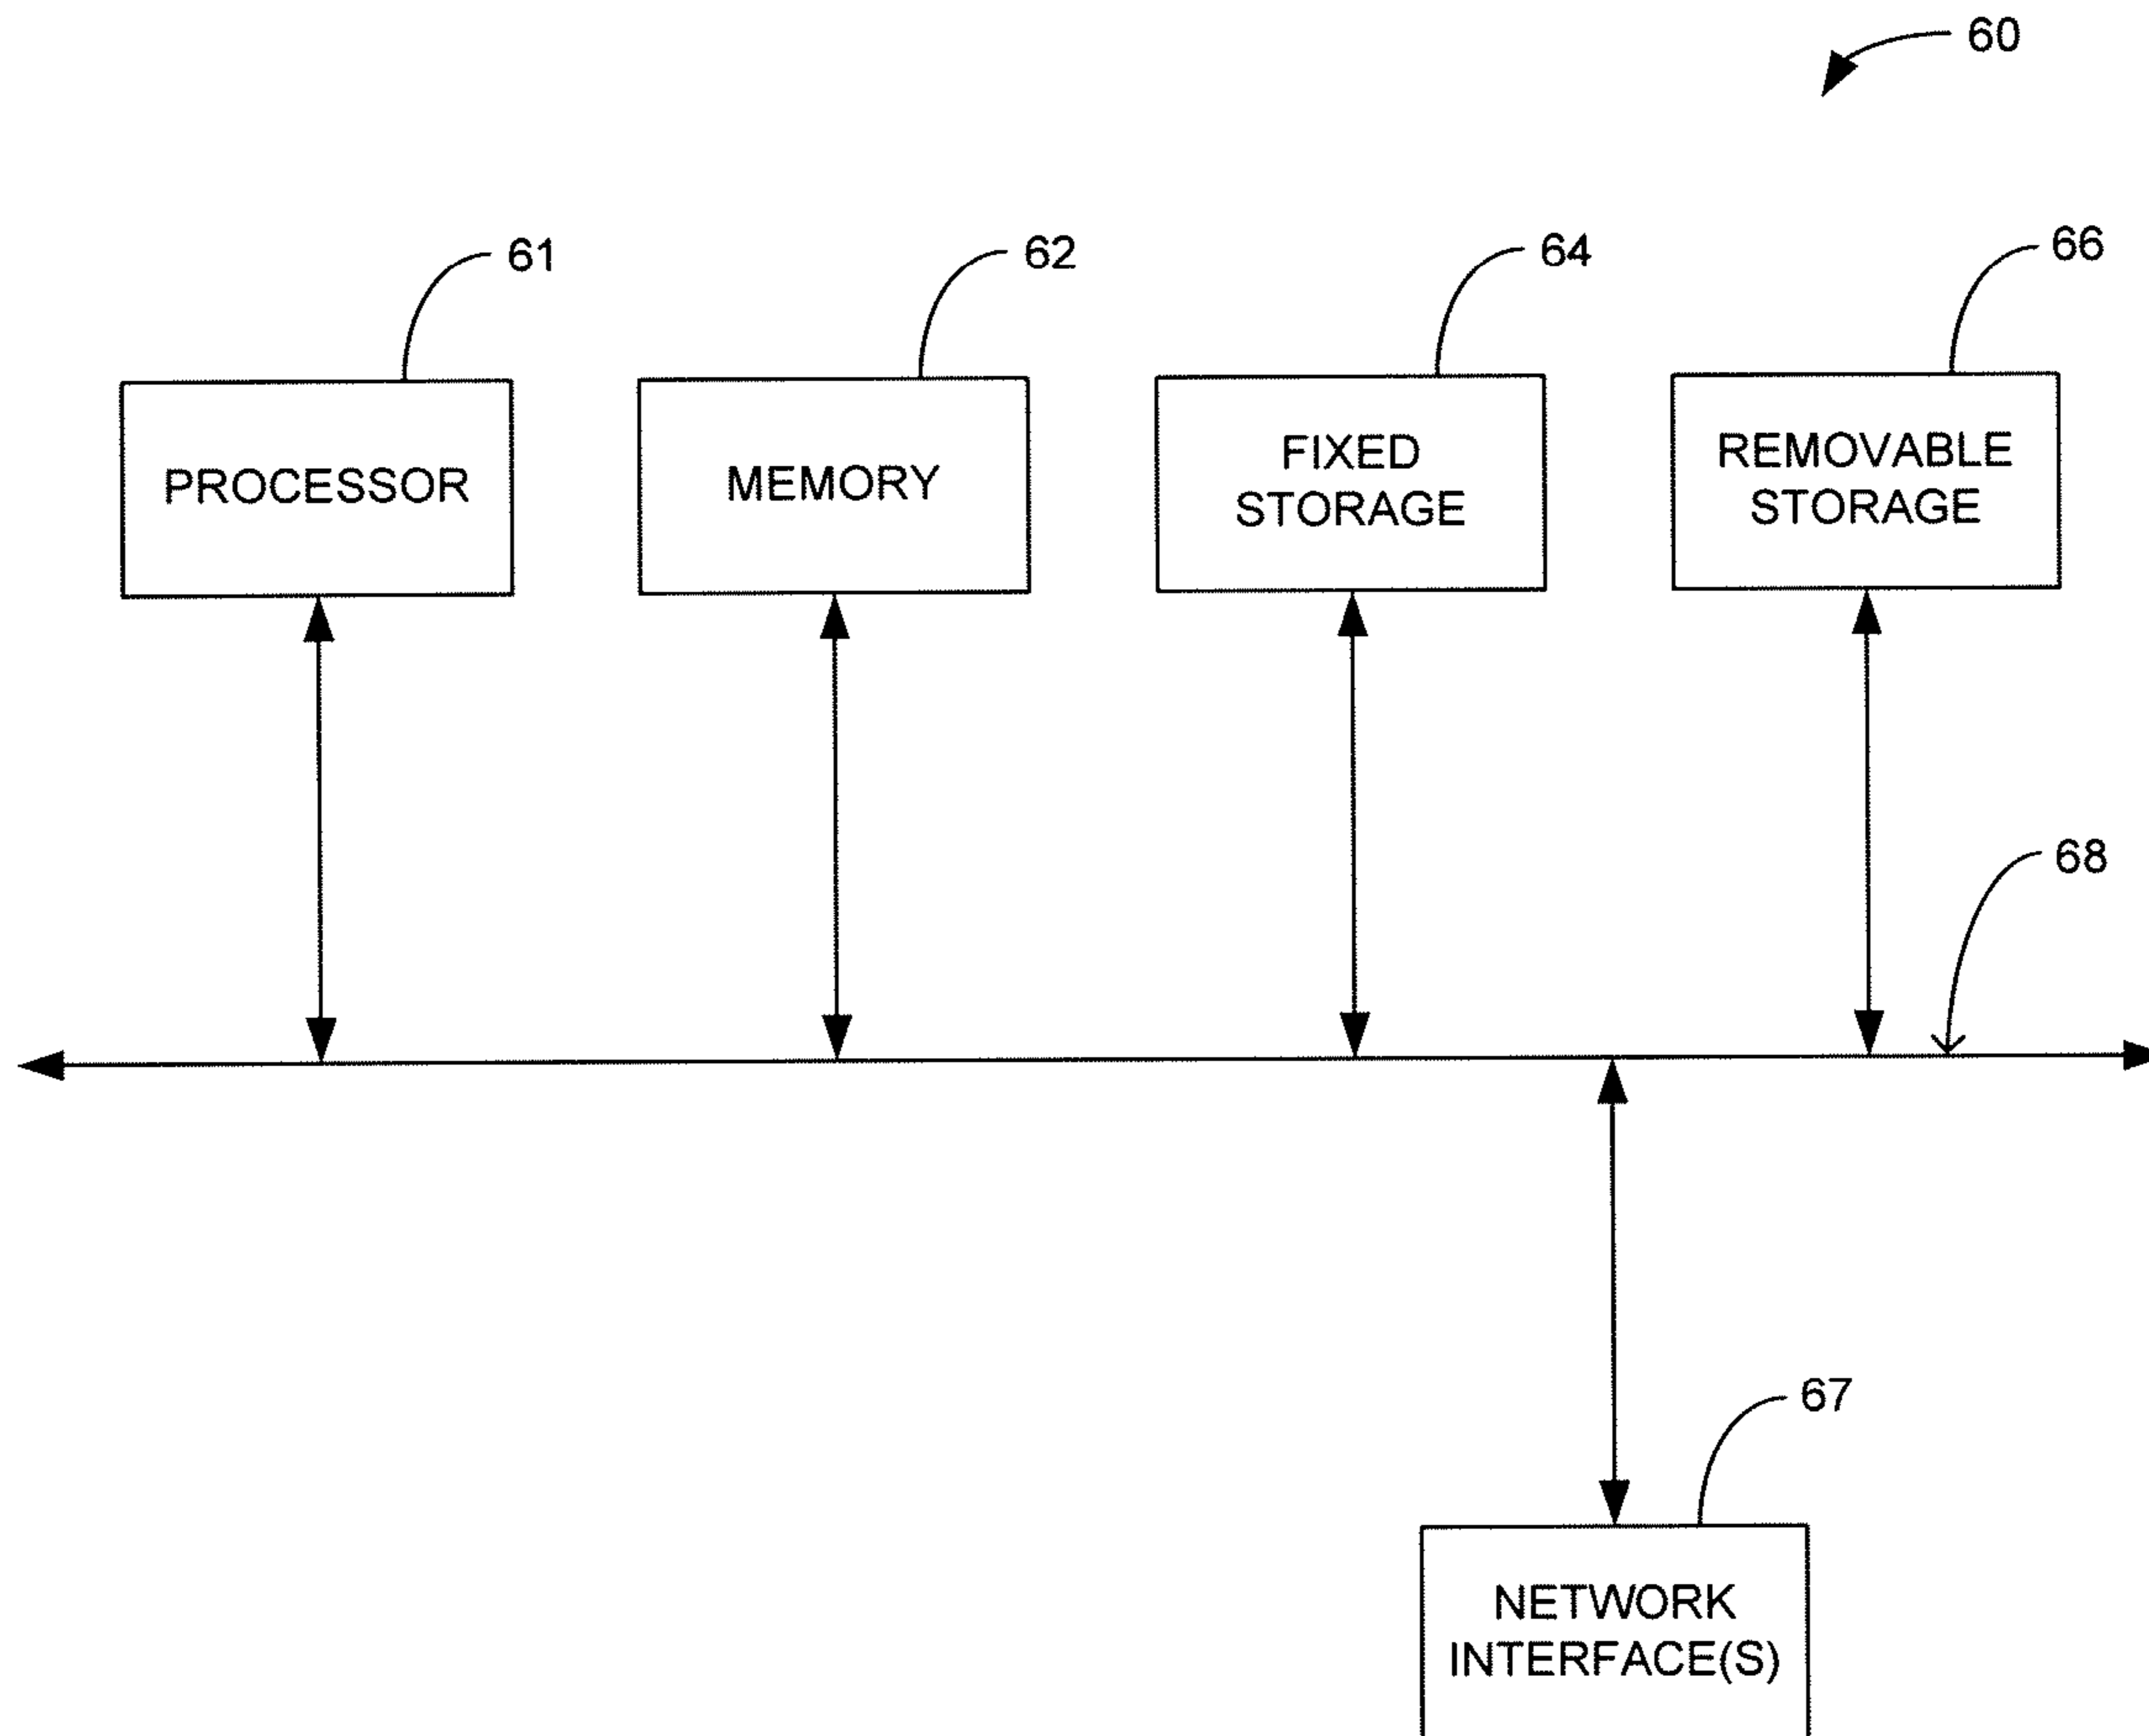 60
61
62
64
66
PROCESSOR
MEMORY
FIXED
STORAGE
REMOVABLE
STORAGE
68
67
NETWORK
INTERFACE(S)